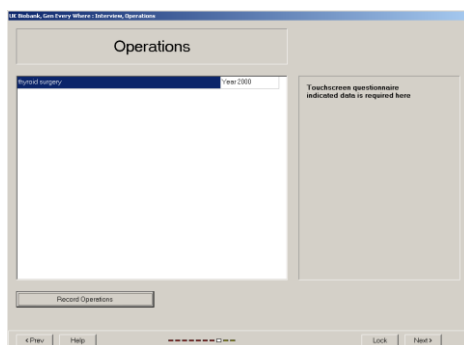 UK Biobank, Gen Every Where : Interview, Operations
Operations
thyroid surgery Year 2000
Touchscreen questionnaire
indicated data is required here
Record Operations
< Prev Help Lock Next >